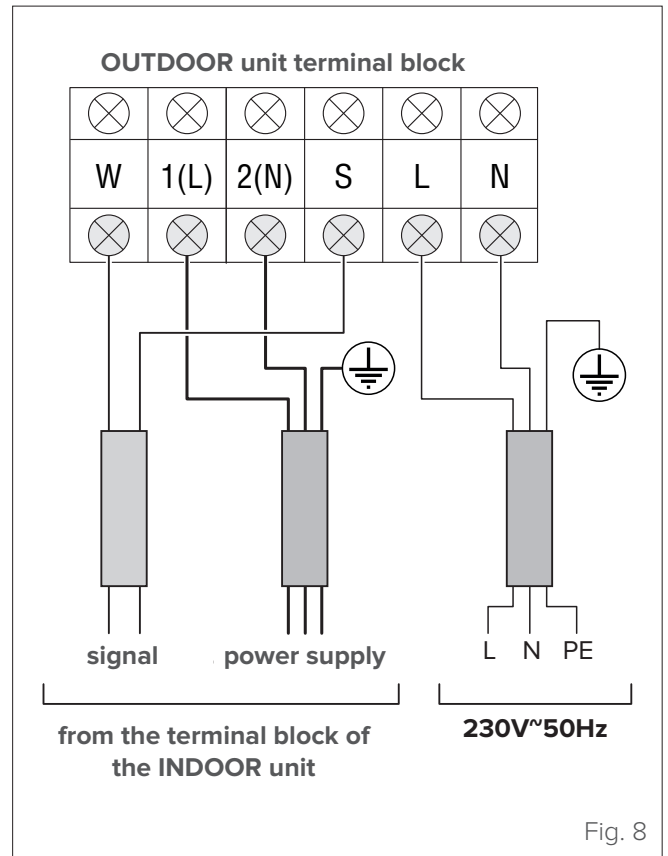 OUTDOOR unit terminal block
W 1(L) 2(N) S L N
signal power supply
L N PE
from the terminal block of
the INDOOR unit
230V~50Hz
Fig. 8